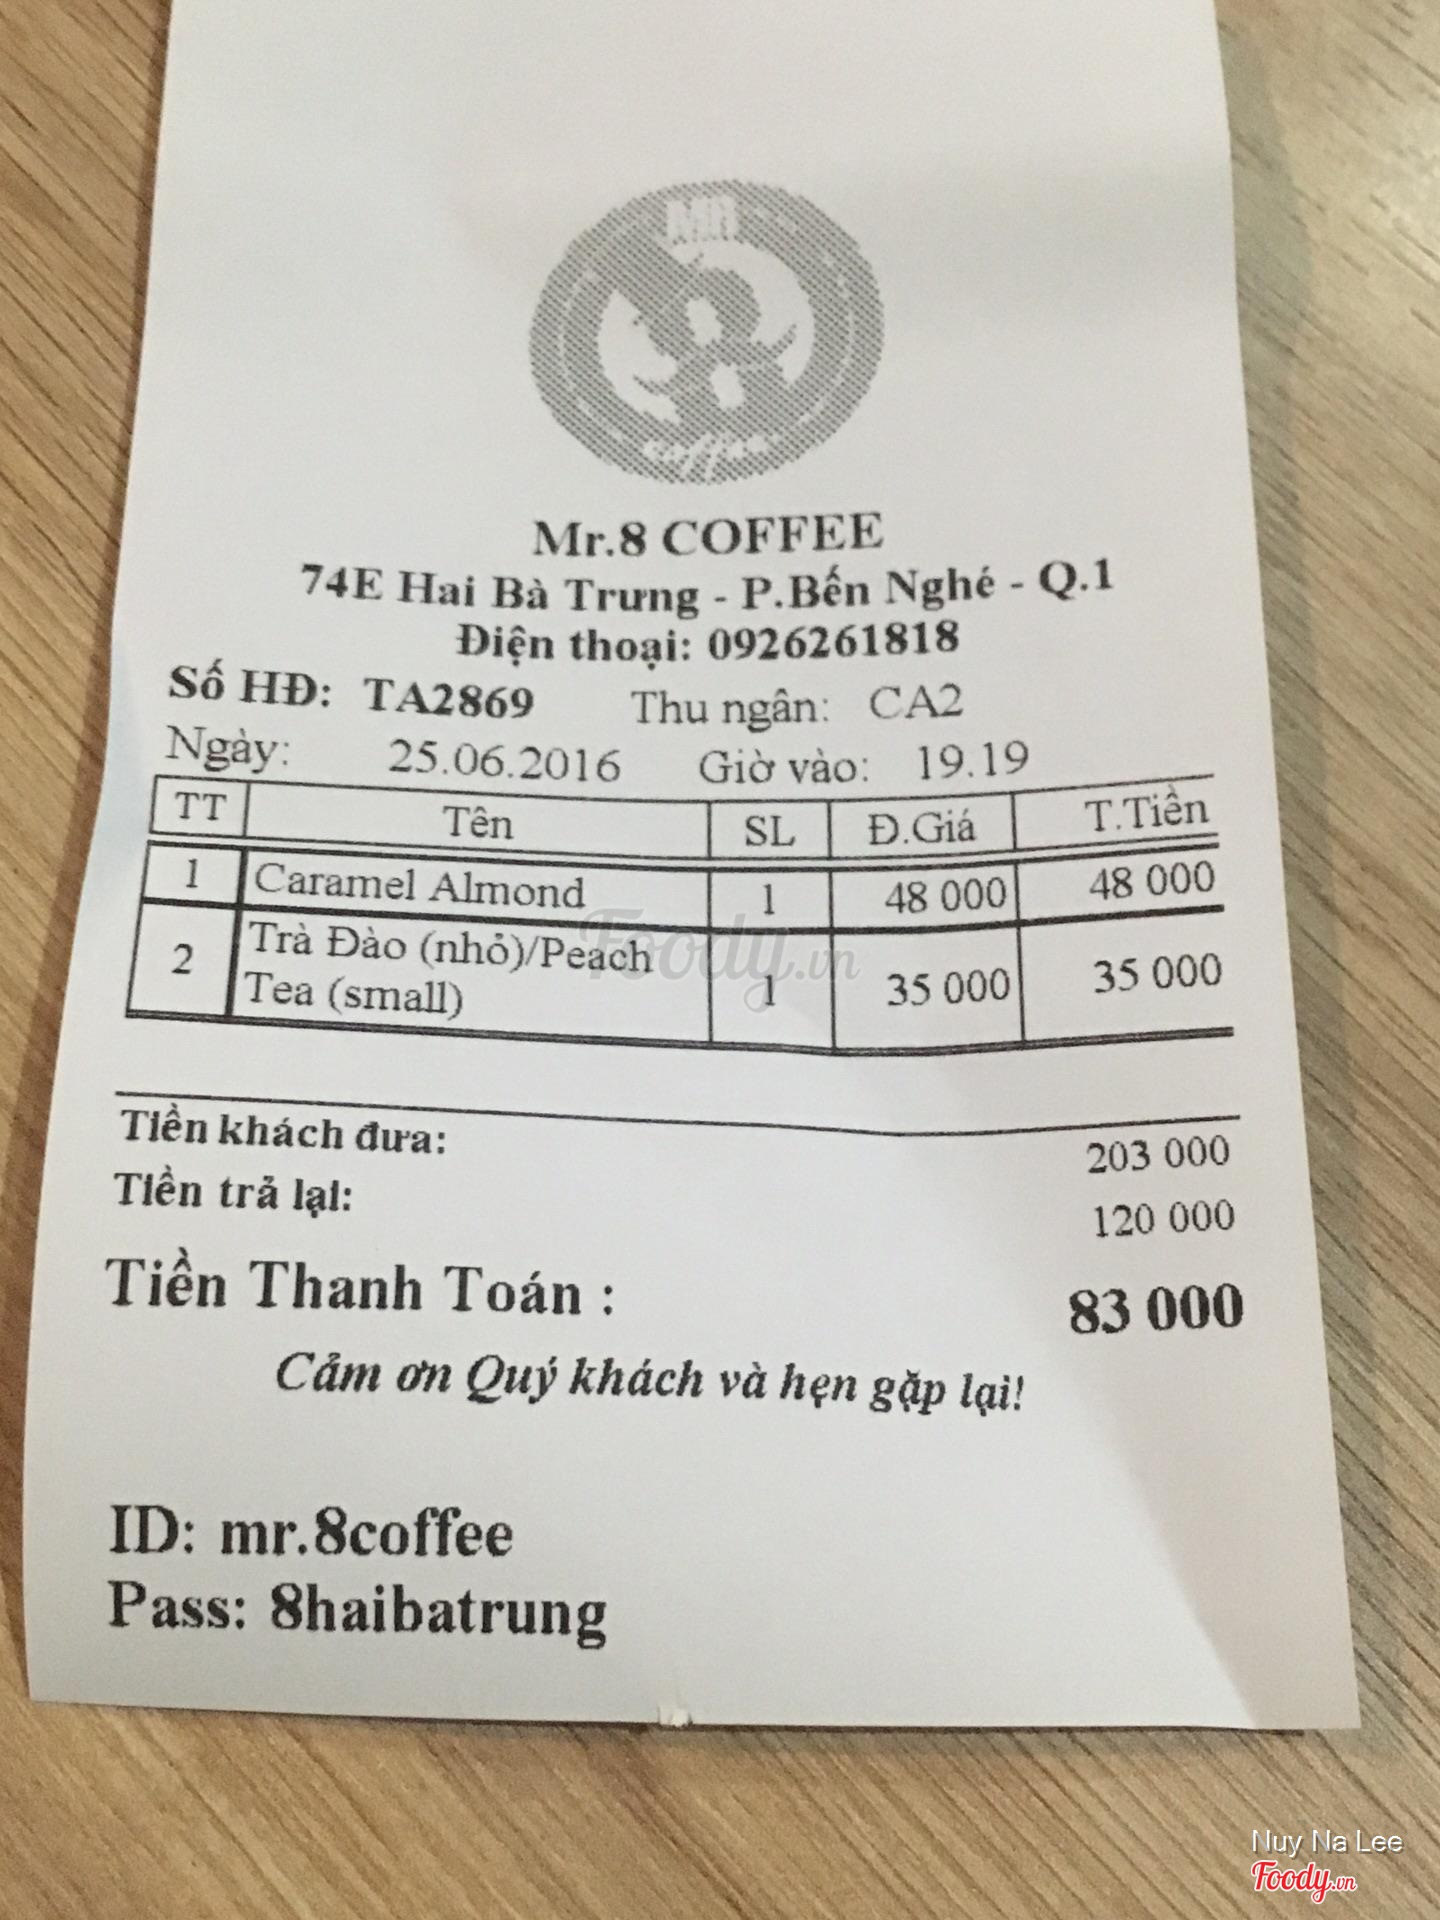 MR
coffee
Mr.8 COFFEE
74E Hai Bà Trưng - P.Bến Nghé - Q.1
Điện thoại: 0926261818
Số HĐ: TA2869 Thu ngân: CA2
Ngày: 25.06.2016 Giờ vào: 19.19
TT Tên SL Đ.Giá T.Tiền
1 Caramel Almond 1 48 000 48 000
2 Trà Đào (nhỏ)/Peach Tea (small) 1 35 000 35 000
Tiền khách đưa: 203 000
Tiền trả lại: 120 000
Tiền Thanh Toán : 83 000
Cảm ơn Quý khách và hẹn gặp lại!
ID: mr.8coffee
Pass: 8haibatrung
Foody.vn
Nuy Na Lee
Foody.vn